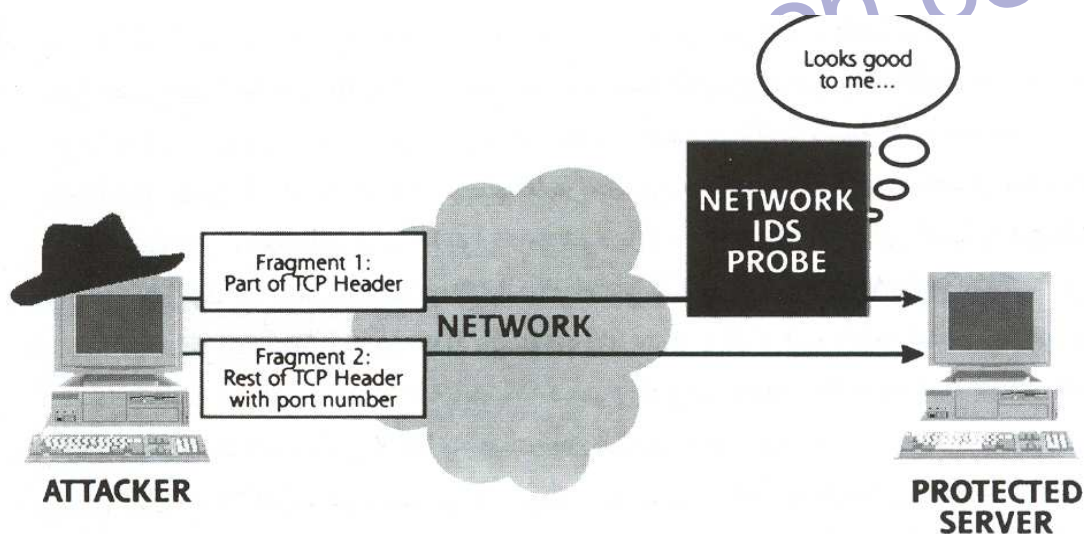 Looks good
to me...
NETWORK
IDS
PROBE
Fragment 1:
Part of TCP Header
NETWORK
Fragment 2:
Rest of TCP Header
with port number
ATTACKER
PROTECTED
SERVER